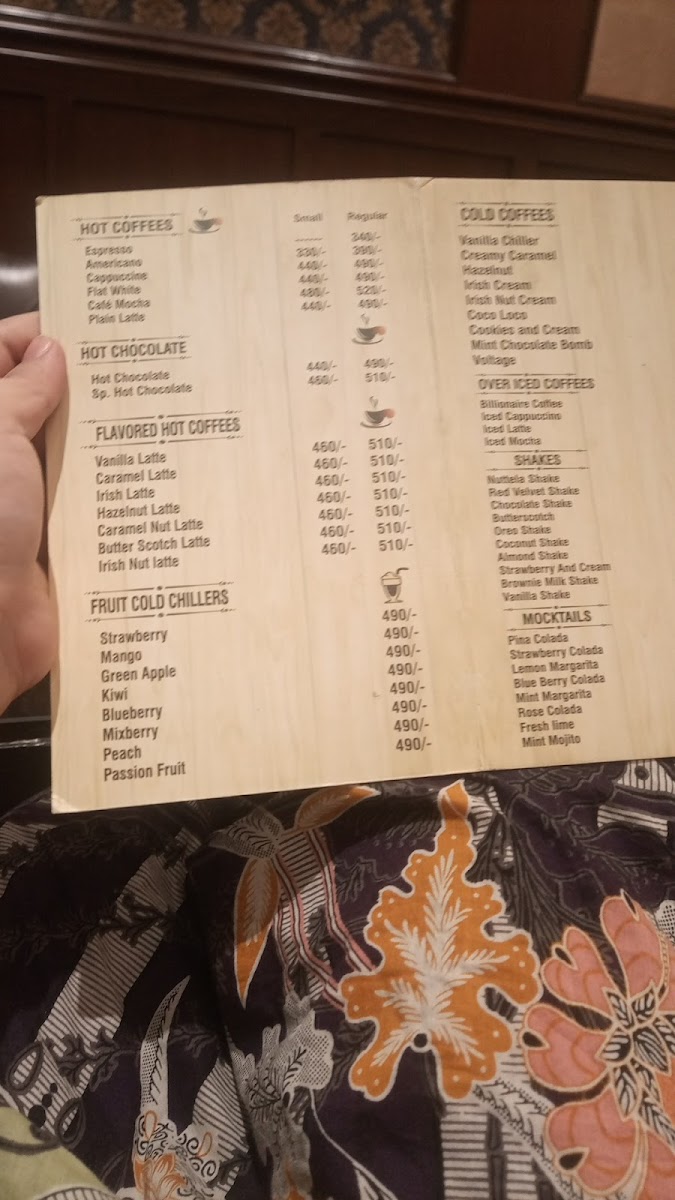 HOT COFFEES Small Regular
Espresso ...... 340/-
Americano 330/- 390/-
Cappuccino 440/- 490/-
Flat White 440/- 490/-
Café Mocha 480/- 520/-
Plain Latte 440/- 490/-
HOT CHOCOLATE
Hot Chocolate 440/- 490/-
Sp. Hot Chocolate 460/- 510/-
FLAVORED HOT COFFEES
Vanilla Latte 460/- 510/-
Caramel Latte 460/- 510/-
Irish Latte 460/- 510/-
Hazelnut Latte 460/- 510/-
Caramel Nut Latte 460/- 510/-
Butter Scotch Latte 460/- 510/-
Irish Nut latte 460/- 510/-
FRUIT COLD CHILLERS
Strawberry 490/-
Mango 490/-
Green Apple 490/-
Kiwi 490/-
Blueberry 490/-
Mixberry 490/-
Peach 490/-
Passion Fruit 490/-
COLD COFFEES
Vanilla Chiller
Creamy Caramel
Hazelnut
Irish Cream
Irish Nut Cream
Coco Loco
Cookies and Cream
Mint Chocolate Bomb
Voltage
OVER ICED COFFEES
Billionaire Coffee
Iced Cappuccino
Iced Latte
Iced Mocha
SHAKES
Nuttela Shake
Red Velvet Shake
Chocolate Shake
Butterscotch
Oreo Shake
Coconut Shake
Almond Shake
Strawberry And Cream
Brownie Milk Shake
Vanilla Shake
MOCKTAILS
Pina Colada
Strawberry Colada
Lemon Margarita
Blue Berry Colada
Mint Margarita
Rose Colada
Fresh lime
Mint Mojito